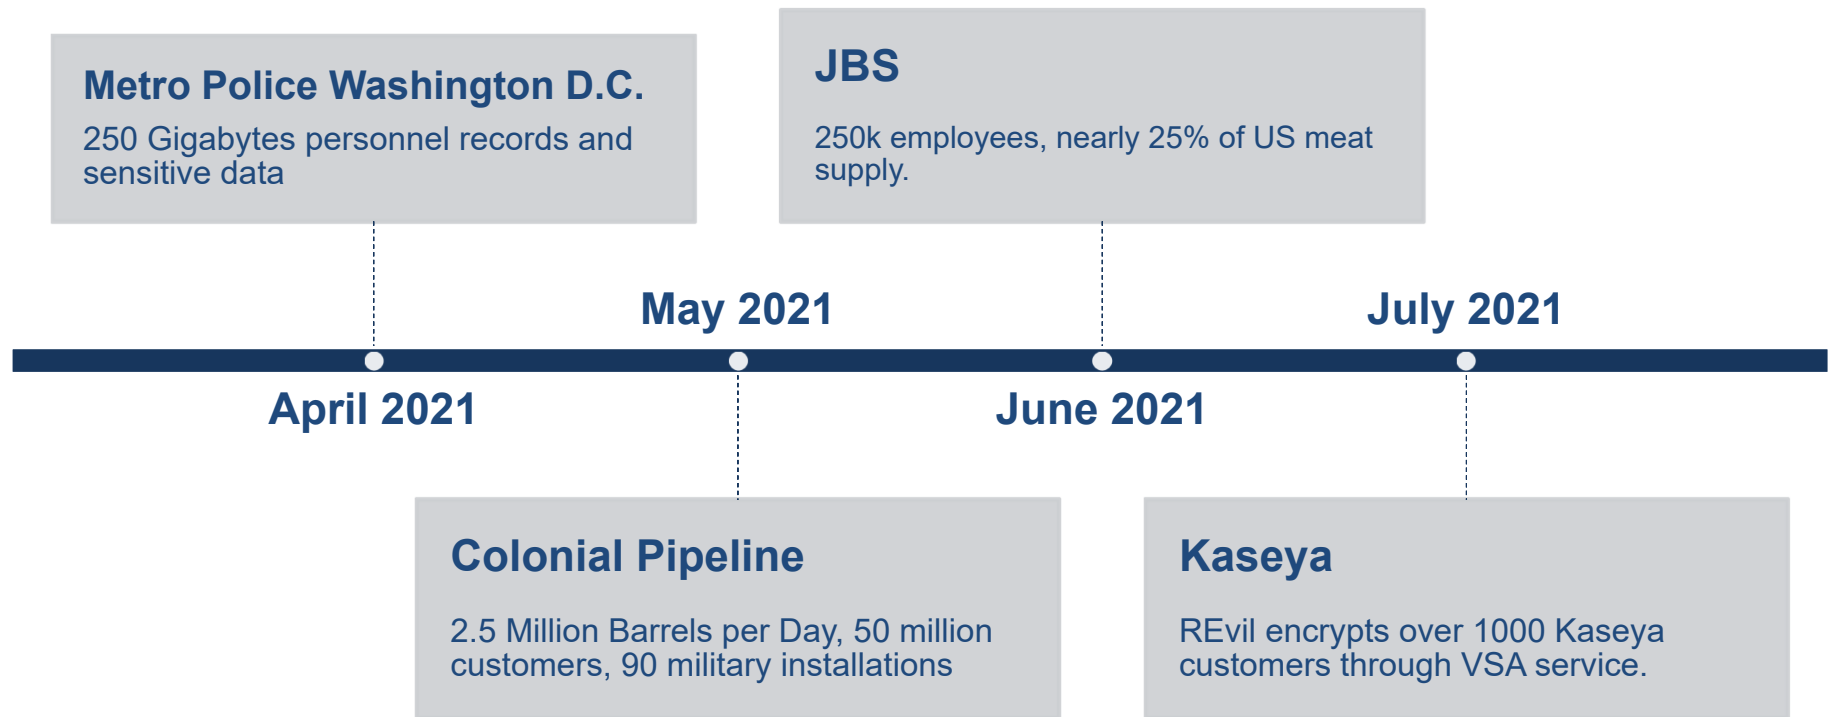 Metro Police Washington D.C.
250 Gigabytes personnel records and
sensitive data
JBS
250k employees, nearly 25% of US meat
supply.
May 2021
July 2021
April 2021
June 2021
Colonial Pipeline
2.5 Million Barrels per Day, 50 million
customers, 90 military installations
Kaseya
REvil encrypts over 1000 Kaseya
customers through VSA service.